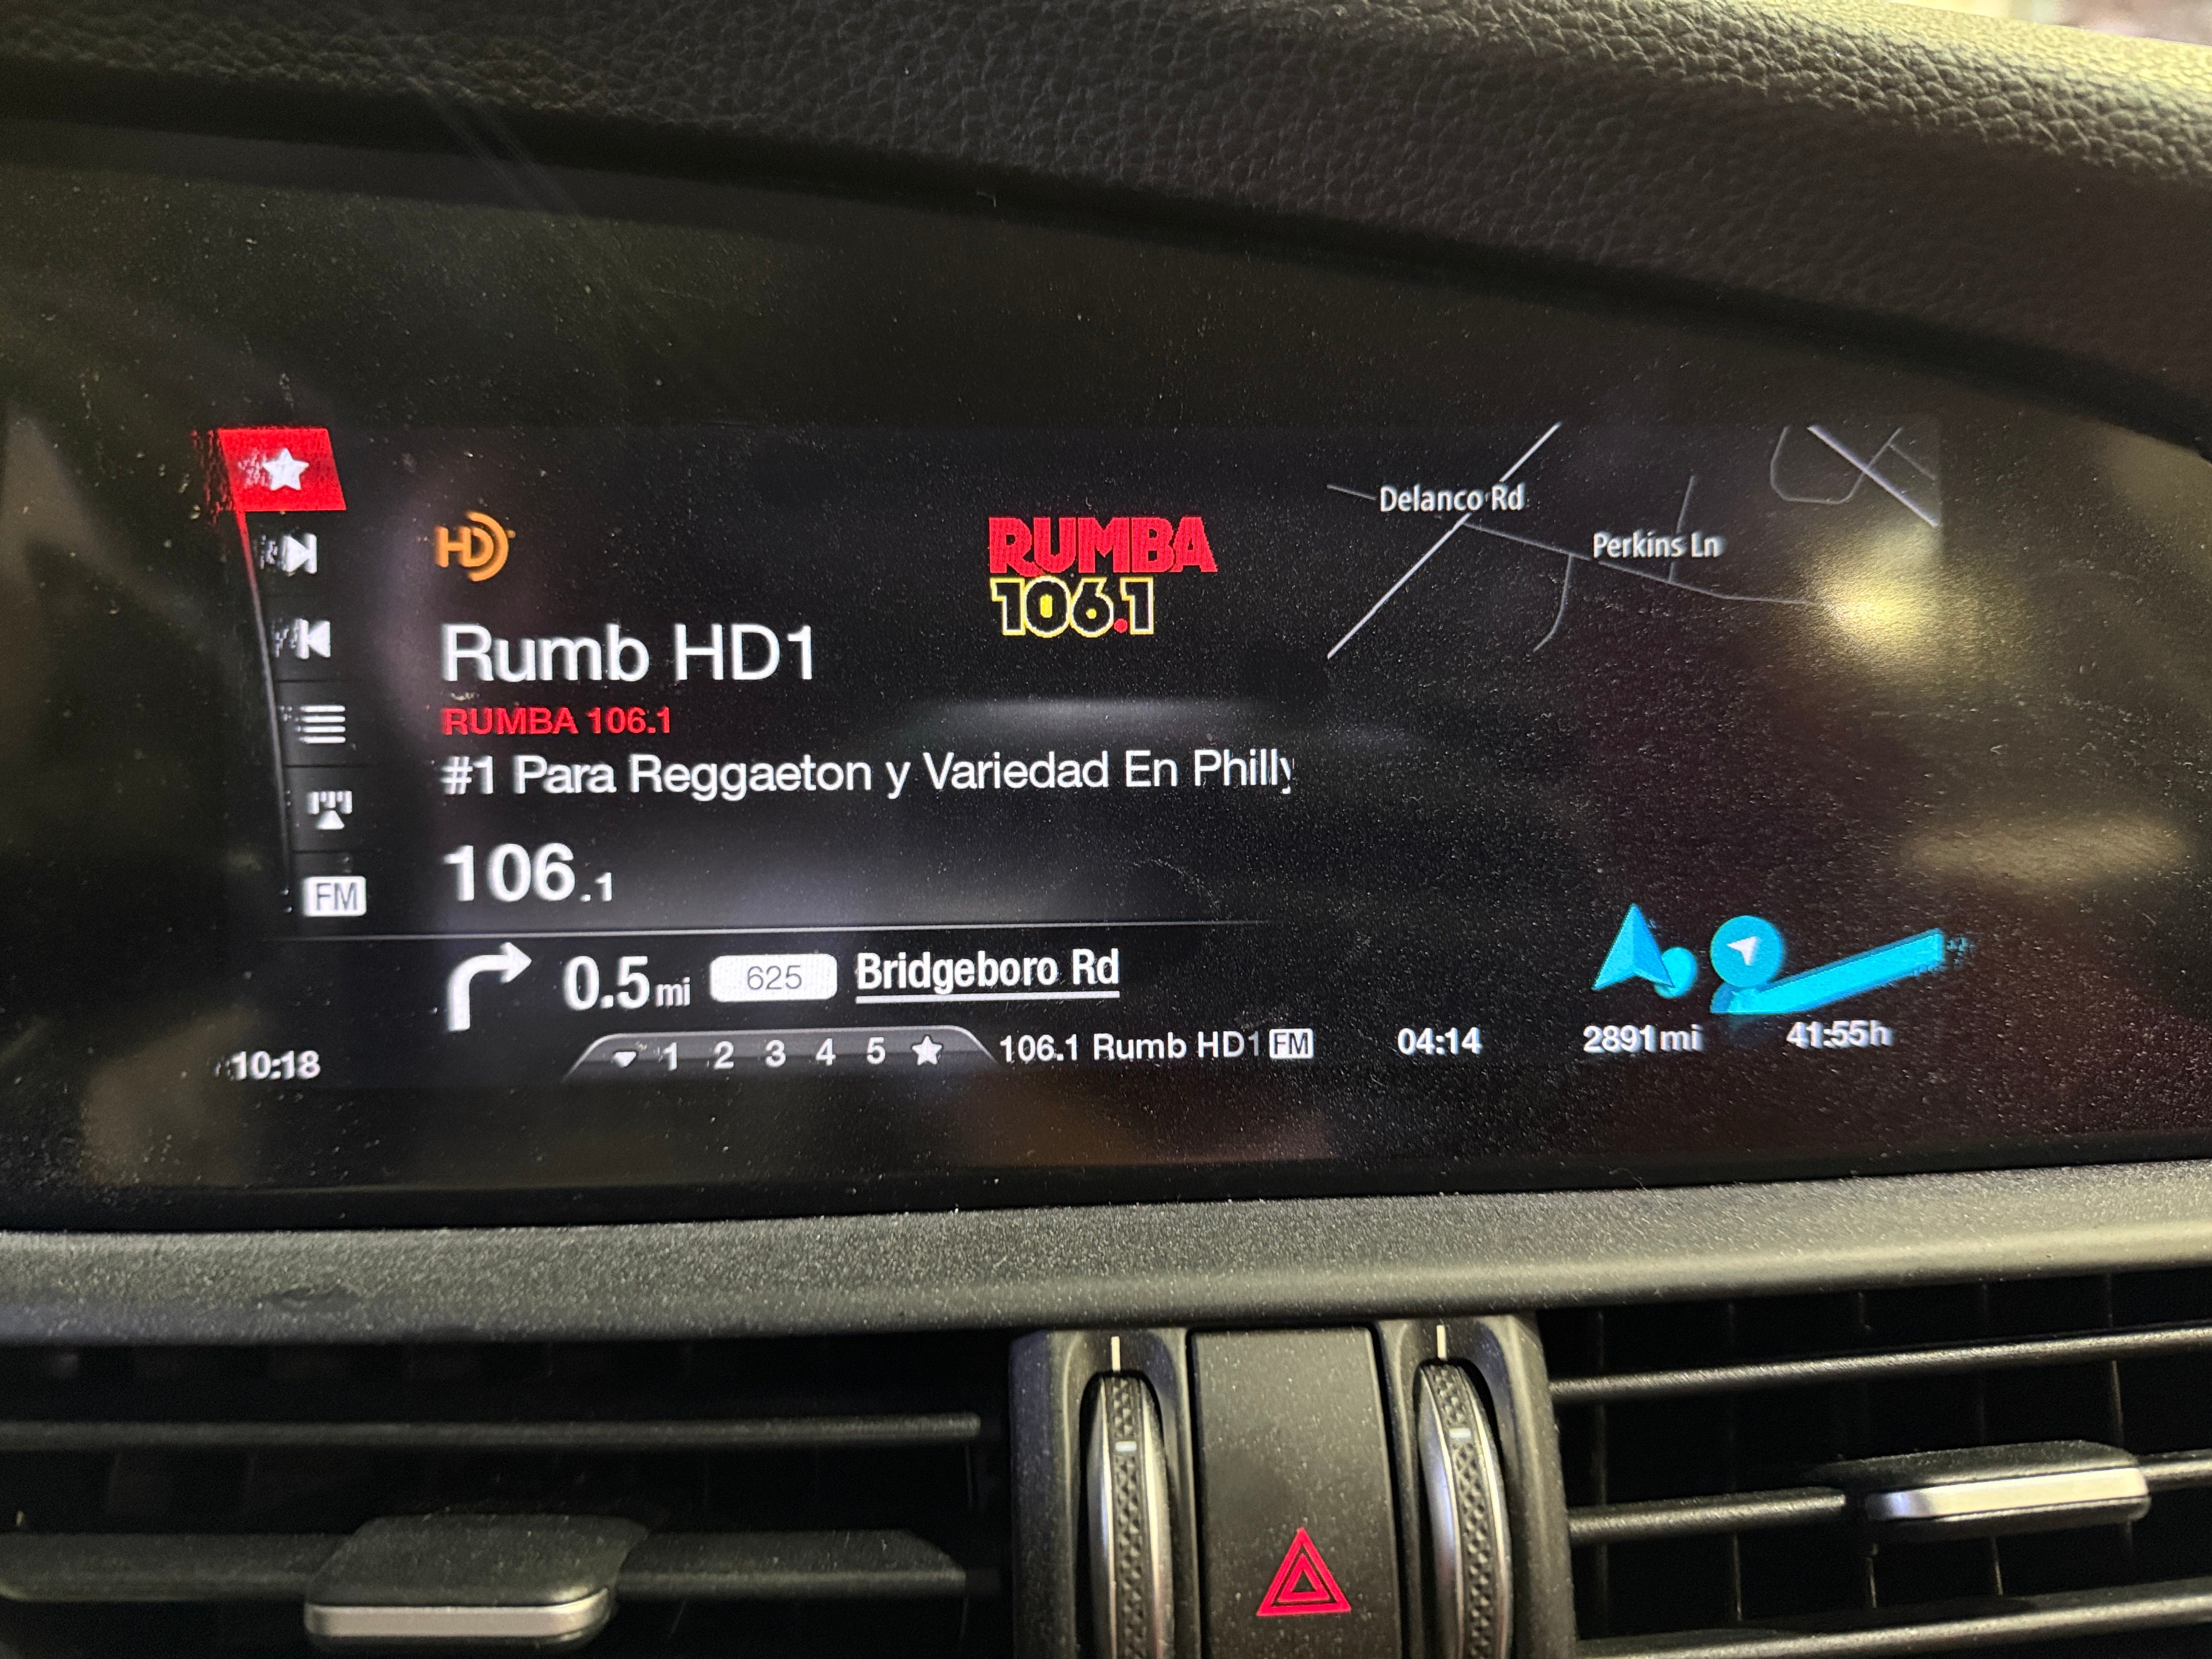 HD
RUMBA
106.1
Rumb HD1
RUMBA 106.1
#1 Para Reggaeton y Variedad En Philly
106.1
FM
Delanco Rd
Perkins Ln
0.5 mi 625 Bridgeboro Rd
10:18 1 2 3 4 5 106.1 Rumb HD1 FM 04:14 2891 mi 41:55h